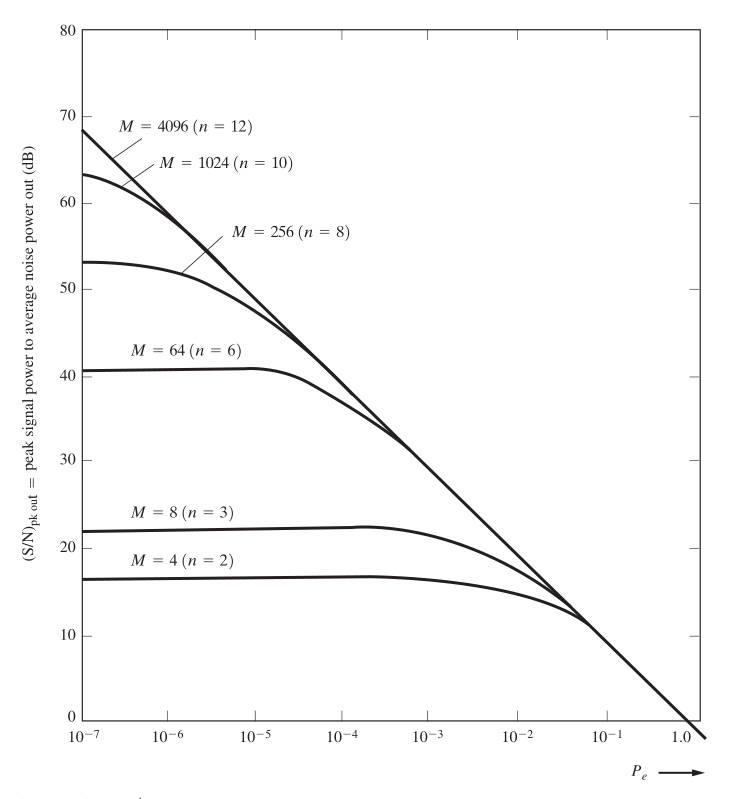 80
70
60
50
40
30
20
10
0
(S/N)pk out = peak signal power to average noise power out (dB)
M = 4096 (n = 12)
M = 1024 (n = 10)
M = 256 (n = 8)
M = 64 (n = 6)
M = 8 (n = 3)
M = 4 (n = 2)
10−7 10−6 10−5 10−4 10−3 10−2 10−1 1.0
Pe